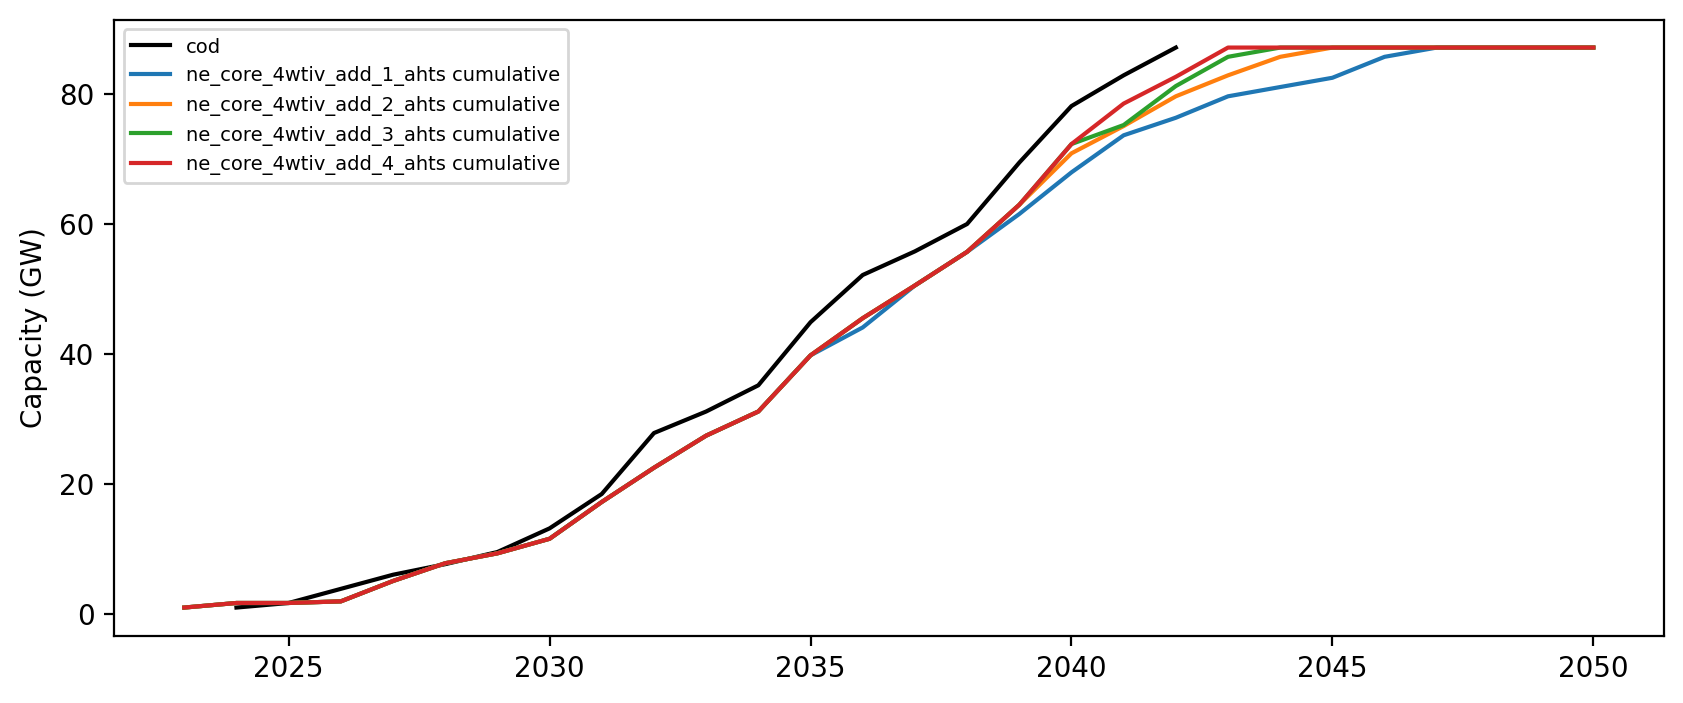 cod
ne_core_4wtiv_add_1_ahts cumulative
ne_core_4wtiv_add_2_ahts cumulative
ne_core_4wtiv_add_3_ahts cumulative
ne_core_4wtiv_add_4_ahts cumulative
Capacity (GW)
80
60
40
20
0
2025 2030 2035 2040 2045 2050